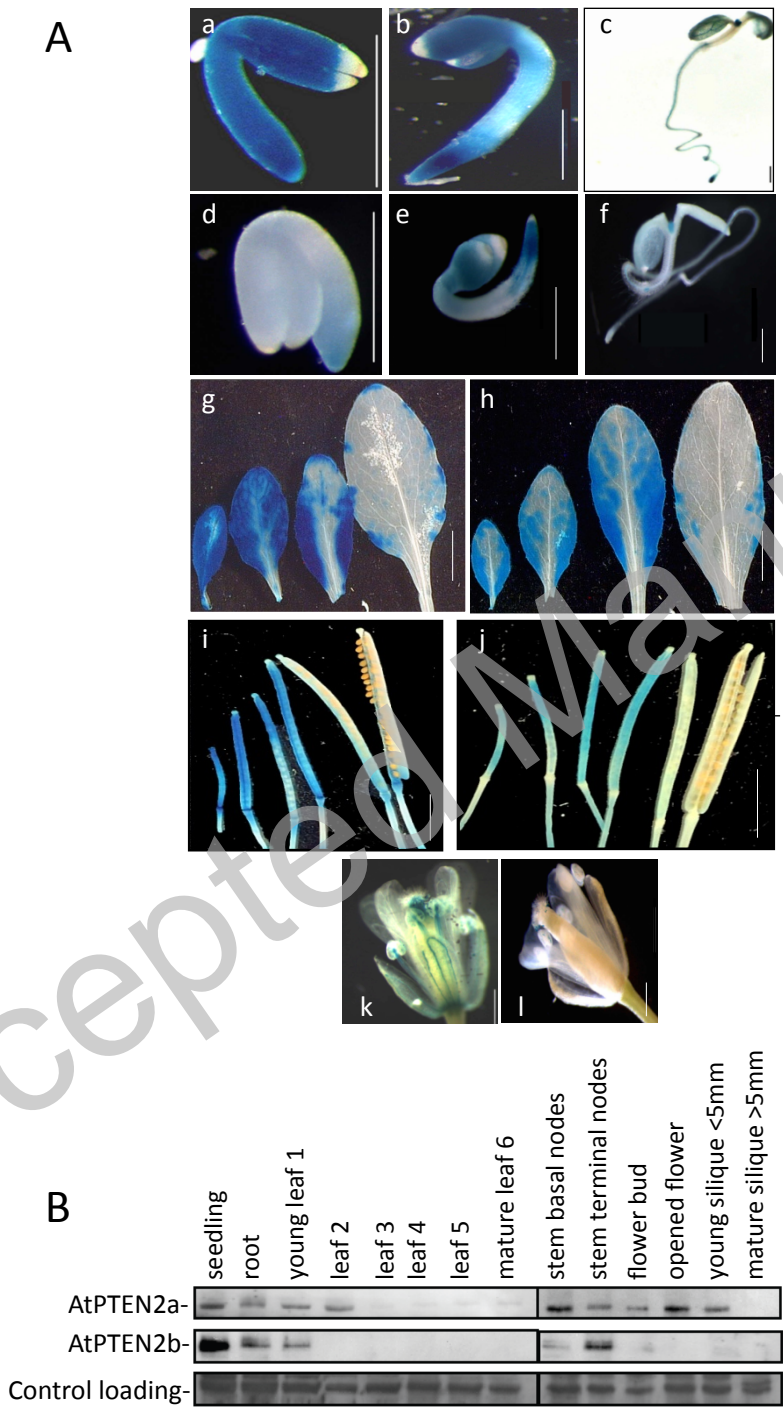 A
a
b
c
d
e
f
g
h
i
j
k
l
B
seedling
root
young leaf 1
leaf 2
leaf 3
leaf 4
leaf 5
mature leaf 6
stem basal nodes
stem terminal nodes
flower bud
opened flower
young silique <5mm
mature silique >5mm
AtPTEN2a-
AtPTEN2b-
Control loading-